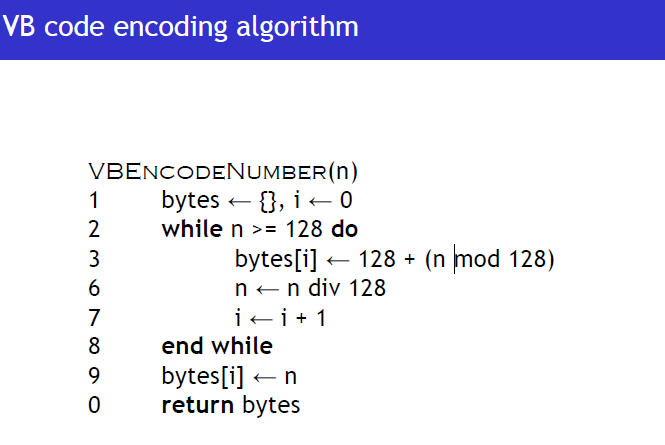 VB code encoding algorithm
VBENCODENUMBER(n)
1 bytes ← {}, i ← 0
2 while n >= 128 do
3 bytes[i] ← 128 + (n mod 128)
6 n ← n div 128
7 i ← i + 1
8 end while
9 bytes[i] ← n
0 return bytes